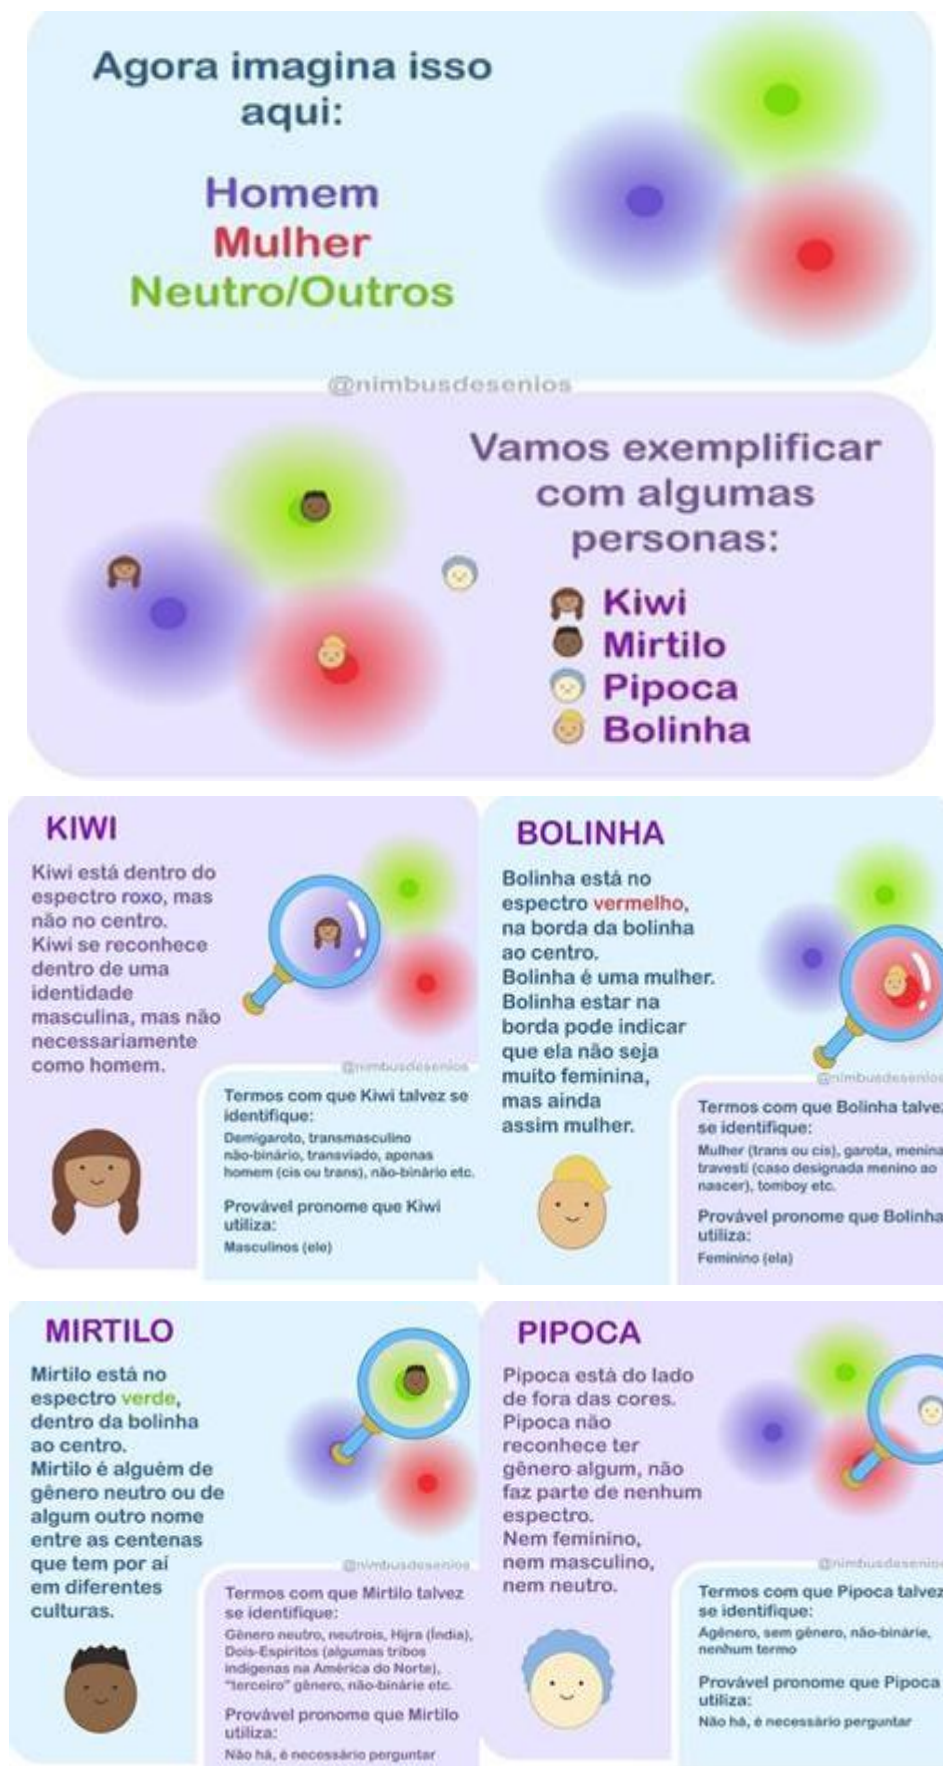 Agora imagina isso
aqui:
Homem
Mulher
Neutro/Outros
@nimbusdesenios
Vamos exemplificar
com algumas
personas:
Kiwi
Mirtilo
Pipoca
Bolinha
KIWI
Kiwi está dentro do
espectro roxo, mas
não no centro.
Kiwi se reconhece
dentro de uma
identidade
masculina, mas não
necessariamente
como homem.
@nimbusdesenios
Termos com que Kiwi talvez se
identifique:
Demigaroto, transmasculino
não-binário, transviado, apenas
homem (cis ou trans), não-binário etc.
Provável pronome que Kiwi
utiliza:
Masculinos (ele)
BOLINHA
Bolinha está no
espectro vermelho,
na borda da bolinha
ao centro.
Bolinha é uma mulher.
Bolinha estar na
borda pode indicar
que ela não seja
muito feminina,
mas ainda
assim mulher.
@nimbusdesenios
Termos com que Bolinha talvez
se identifique:
Mulher (trans ou cis), garota, menina
travesti (caso designada menino ao
nascer), tomboy etc.
Provável pronome que Bolinha
utiliza:
Feminino (ela)
MIRTILO
Mirtilo está no
espectro verde,
dentro da bolinha
ao centro.
Mirtilo é alguém de
gênero neutro ou de
algum outro nome
entre as centenas
que tem por aí
em diferentes
culturas.
@nimbusdesenios
Termos com que Mirtilo talvez
se identifique:
Gênero neutro, neutrois, Hijra (Índia),
Dois-Espiritos (algumas tribos
indígenas na América do Norte),
"terceiro" gênero, não-binárie etc.
Provável pronome que Mirtilo
utiliza:
Não há, é necessário perguntar
PIPOCA
Pipoca está do lado
de fora das cores.
Pipoca não
reconhece ter
gênero algum, não
faz parte de nenhum
espectro.
Nem feminino,
nem masculino,
nem neutro.
@nimbusdesenios
Termos com que Pipoca talvez
se identifique:
Agênero, sem gênero, não-binárie,
nenhum termo
Provável pronome que Pipoca
utiliza:
Não há, é necessário perguntar